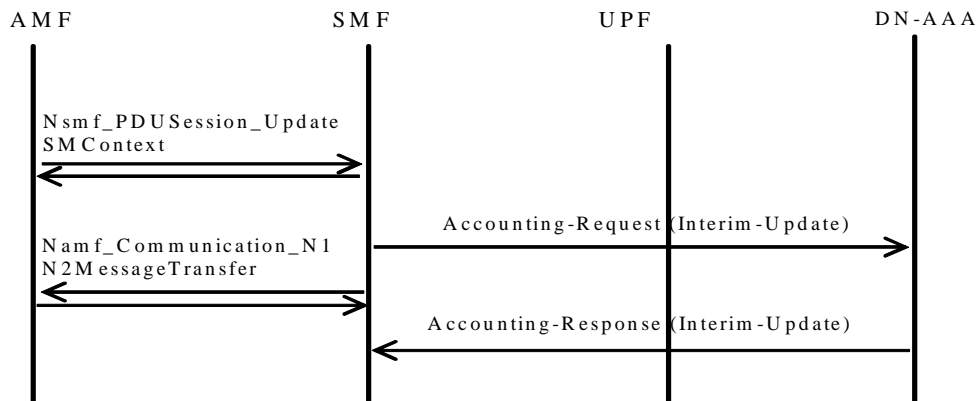 AMF
SMF
UPF
DN-AAA
Nsmf_PDUSession_Update
SMContext
Accounting-Request (Interim-Update)
Namf_Communication_N1
N2MessageTransfer
Accounting-Response (Interim-Update)